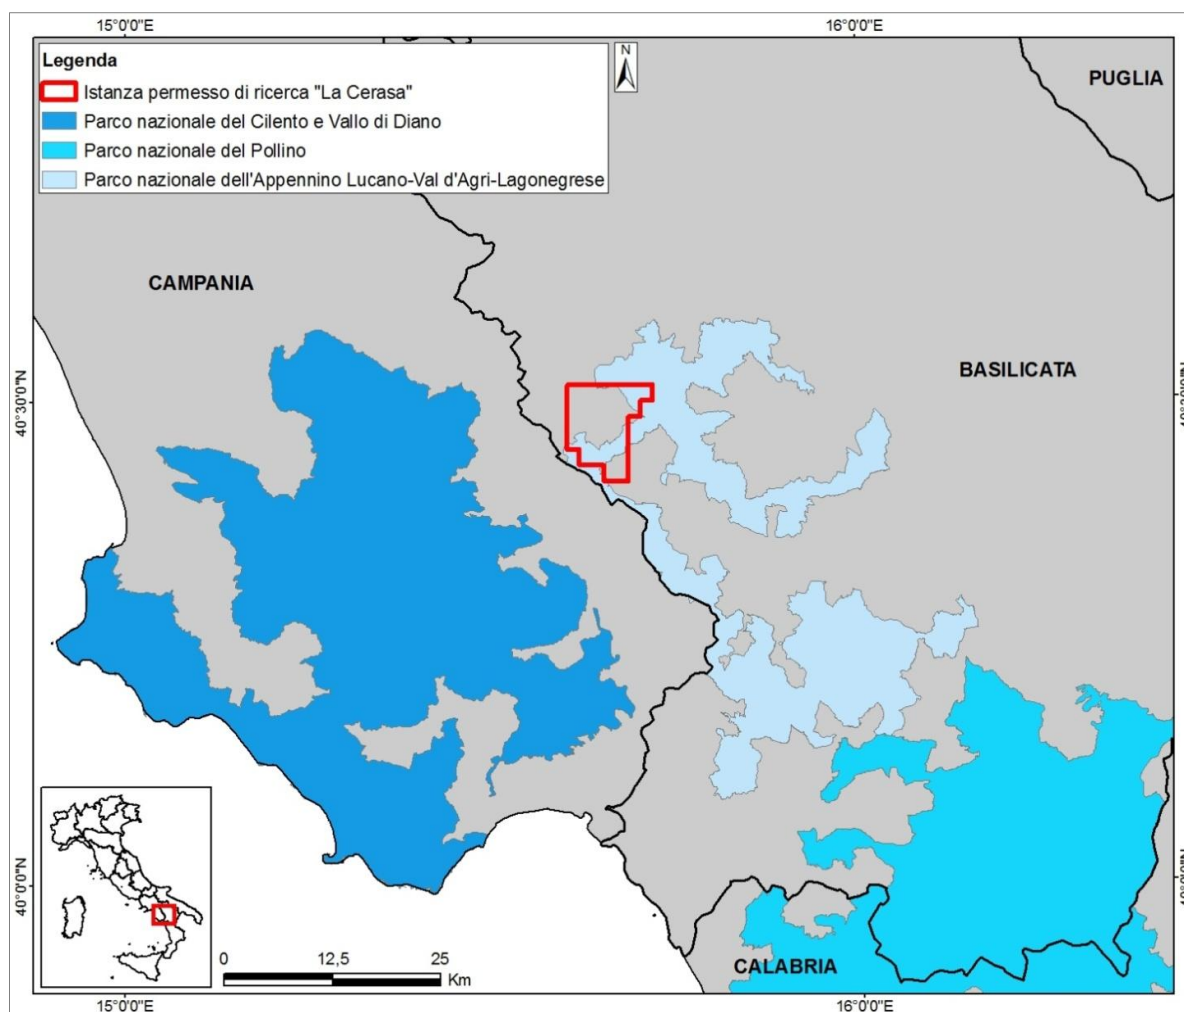 15°0'0"E 16°0'0"E
Legenda
Istanza permesso di ricerca "La Cerasa"
Parco nazionale del Cilento e Vallo di Diano
Parco nazionale del Pollino
Parco nazionale dell'Appennino Lucano-Val d'Agri-Lagonegrese
N
PUGLIA
CAMPANIA
BASILICATA
40°30'0"N
40°0'0"N
0 12,5 25
Km
CALABRIA
15°0'0"E 16°0'0"E